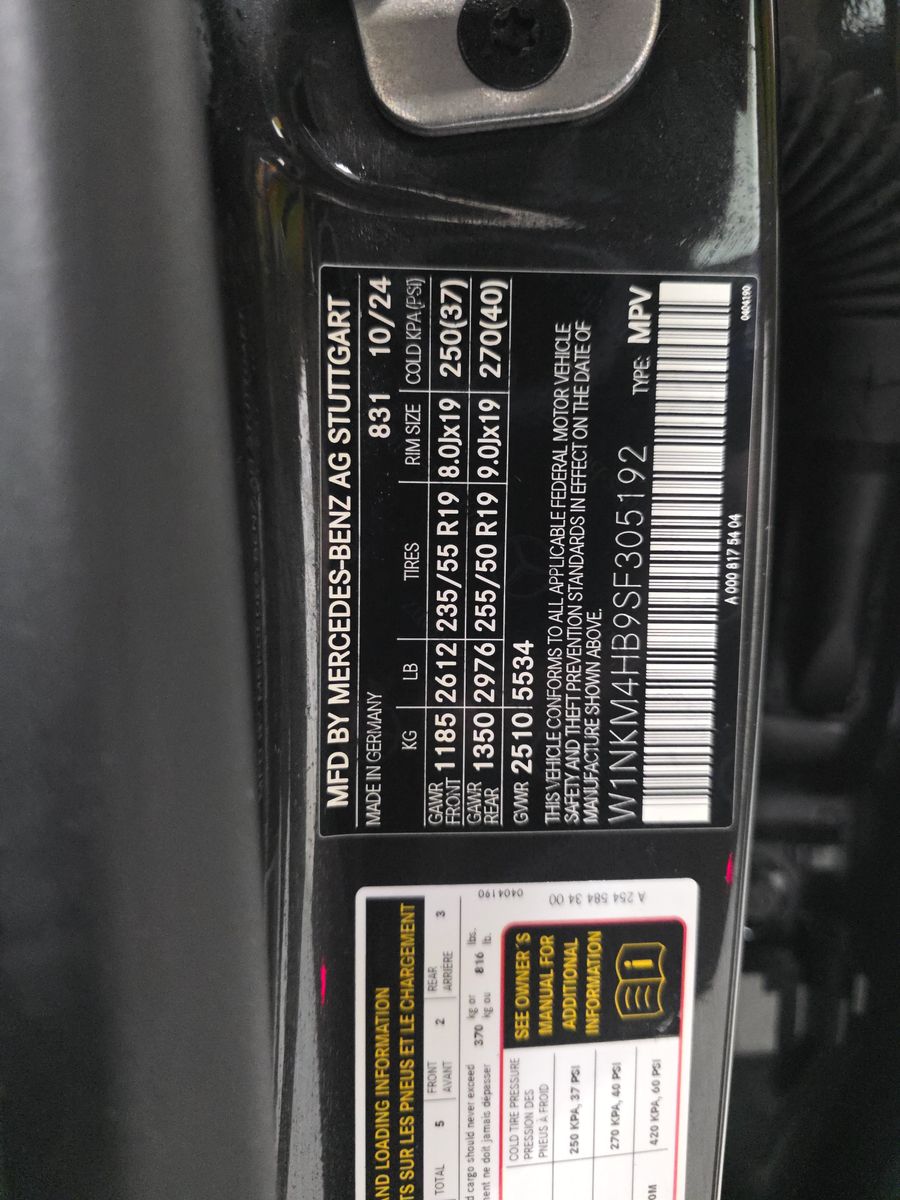 MFD BY MERCEDES-BENZ AG STUTTGART
MADE IN GERMANY 831 10/24
KG LB TIRES RIM SIZE COLD KPA(PSI)
GAWR FRONT 1185 2612 235/55 R19 8.0Jx19 250(37)
GAWR REAR 1350 2976 255/50 R19 9.0Jx19 270(40)
GVWR 2510 5534
THIS VEHICLE CONFORMS TO ALL APPLICABLE FEDERAL MOTOR VEHICLE
SAFETY AND THEFT PREVENTION STANDARDS IN EFFECT ON THE DATE OF
MANUFACTURE SHOWN ABOVE.
W1NKM4HB9SF305192 TYPE: MPV
A 000 817 54 04 0404190
AND LOADING INFORMATION
TS SUR LES PNEUS ET LE CHARGEMENT
TOTAL 5 FRONT AVANT 2 REAR ARRIÈRE 3
d cargo should never exceed 370 kg or 816 lbs.
ment ne doit jamais dépasser kg ou lb.
COLD TIRE PRESSURE
PRESSION DES
PNEUS À FROID
250 KPA, 37 PSI
270 KPA, 40 PSI
420 KPA, 60 PSI
SEE OWNER'S
MANUAL FOR
ADDITIONAL
INFORMATION
i
0404190
A 254 584 34 00